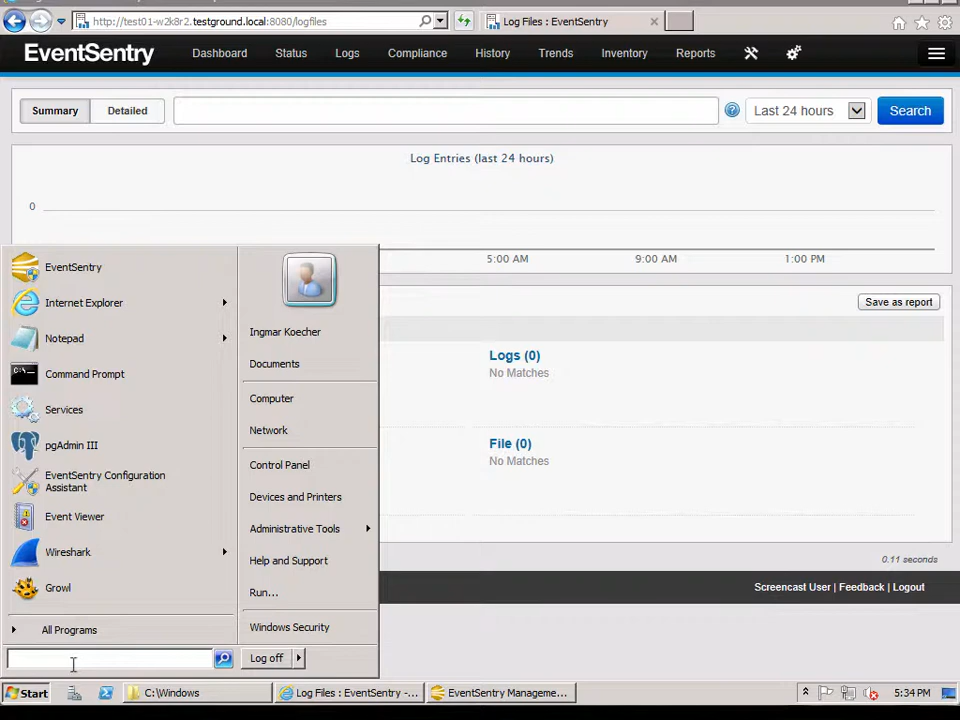 http://test01-w2k8r2.testground.local:8080/logfiles
Log Files : EventSentry
EventSentry
Dashboard
Status
Logs
Compliance
History
Trends
Inventory
Reports
Summary
Detailed
Last 24 hours
Search
Log Entries (last 24 hours)
0
5:00 AM
9:00 AM
1:00 PM
Save as report
Logs (0)
No Matches
File (0)
No Matches
0.11 seconds
Screencast User | Feedback | Logout
EventSentry
Internet Explorer
Notepad
Command Prompt
Services
pgAdmin III
EventSentry Configuration
Assistant
Event Viewer
Wireshark
Growl
All Programs
Ingmar Koecher
Documents
Computer
Network
Control Panel
Devices and Printers
Administrative Tools
Help and Support
Run...
Windows Security
Log off
Start
C:\Windows
Log Files : EventSentry - ...
EventSentry Manageme...
5:34 PM